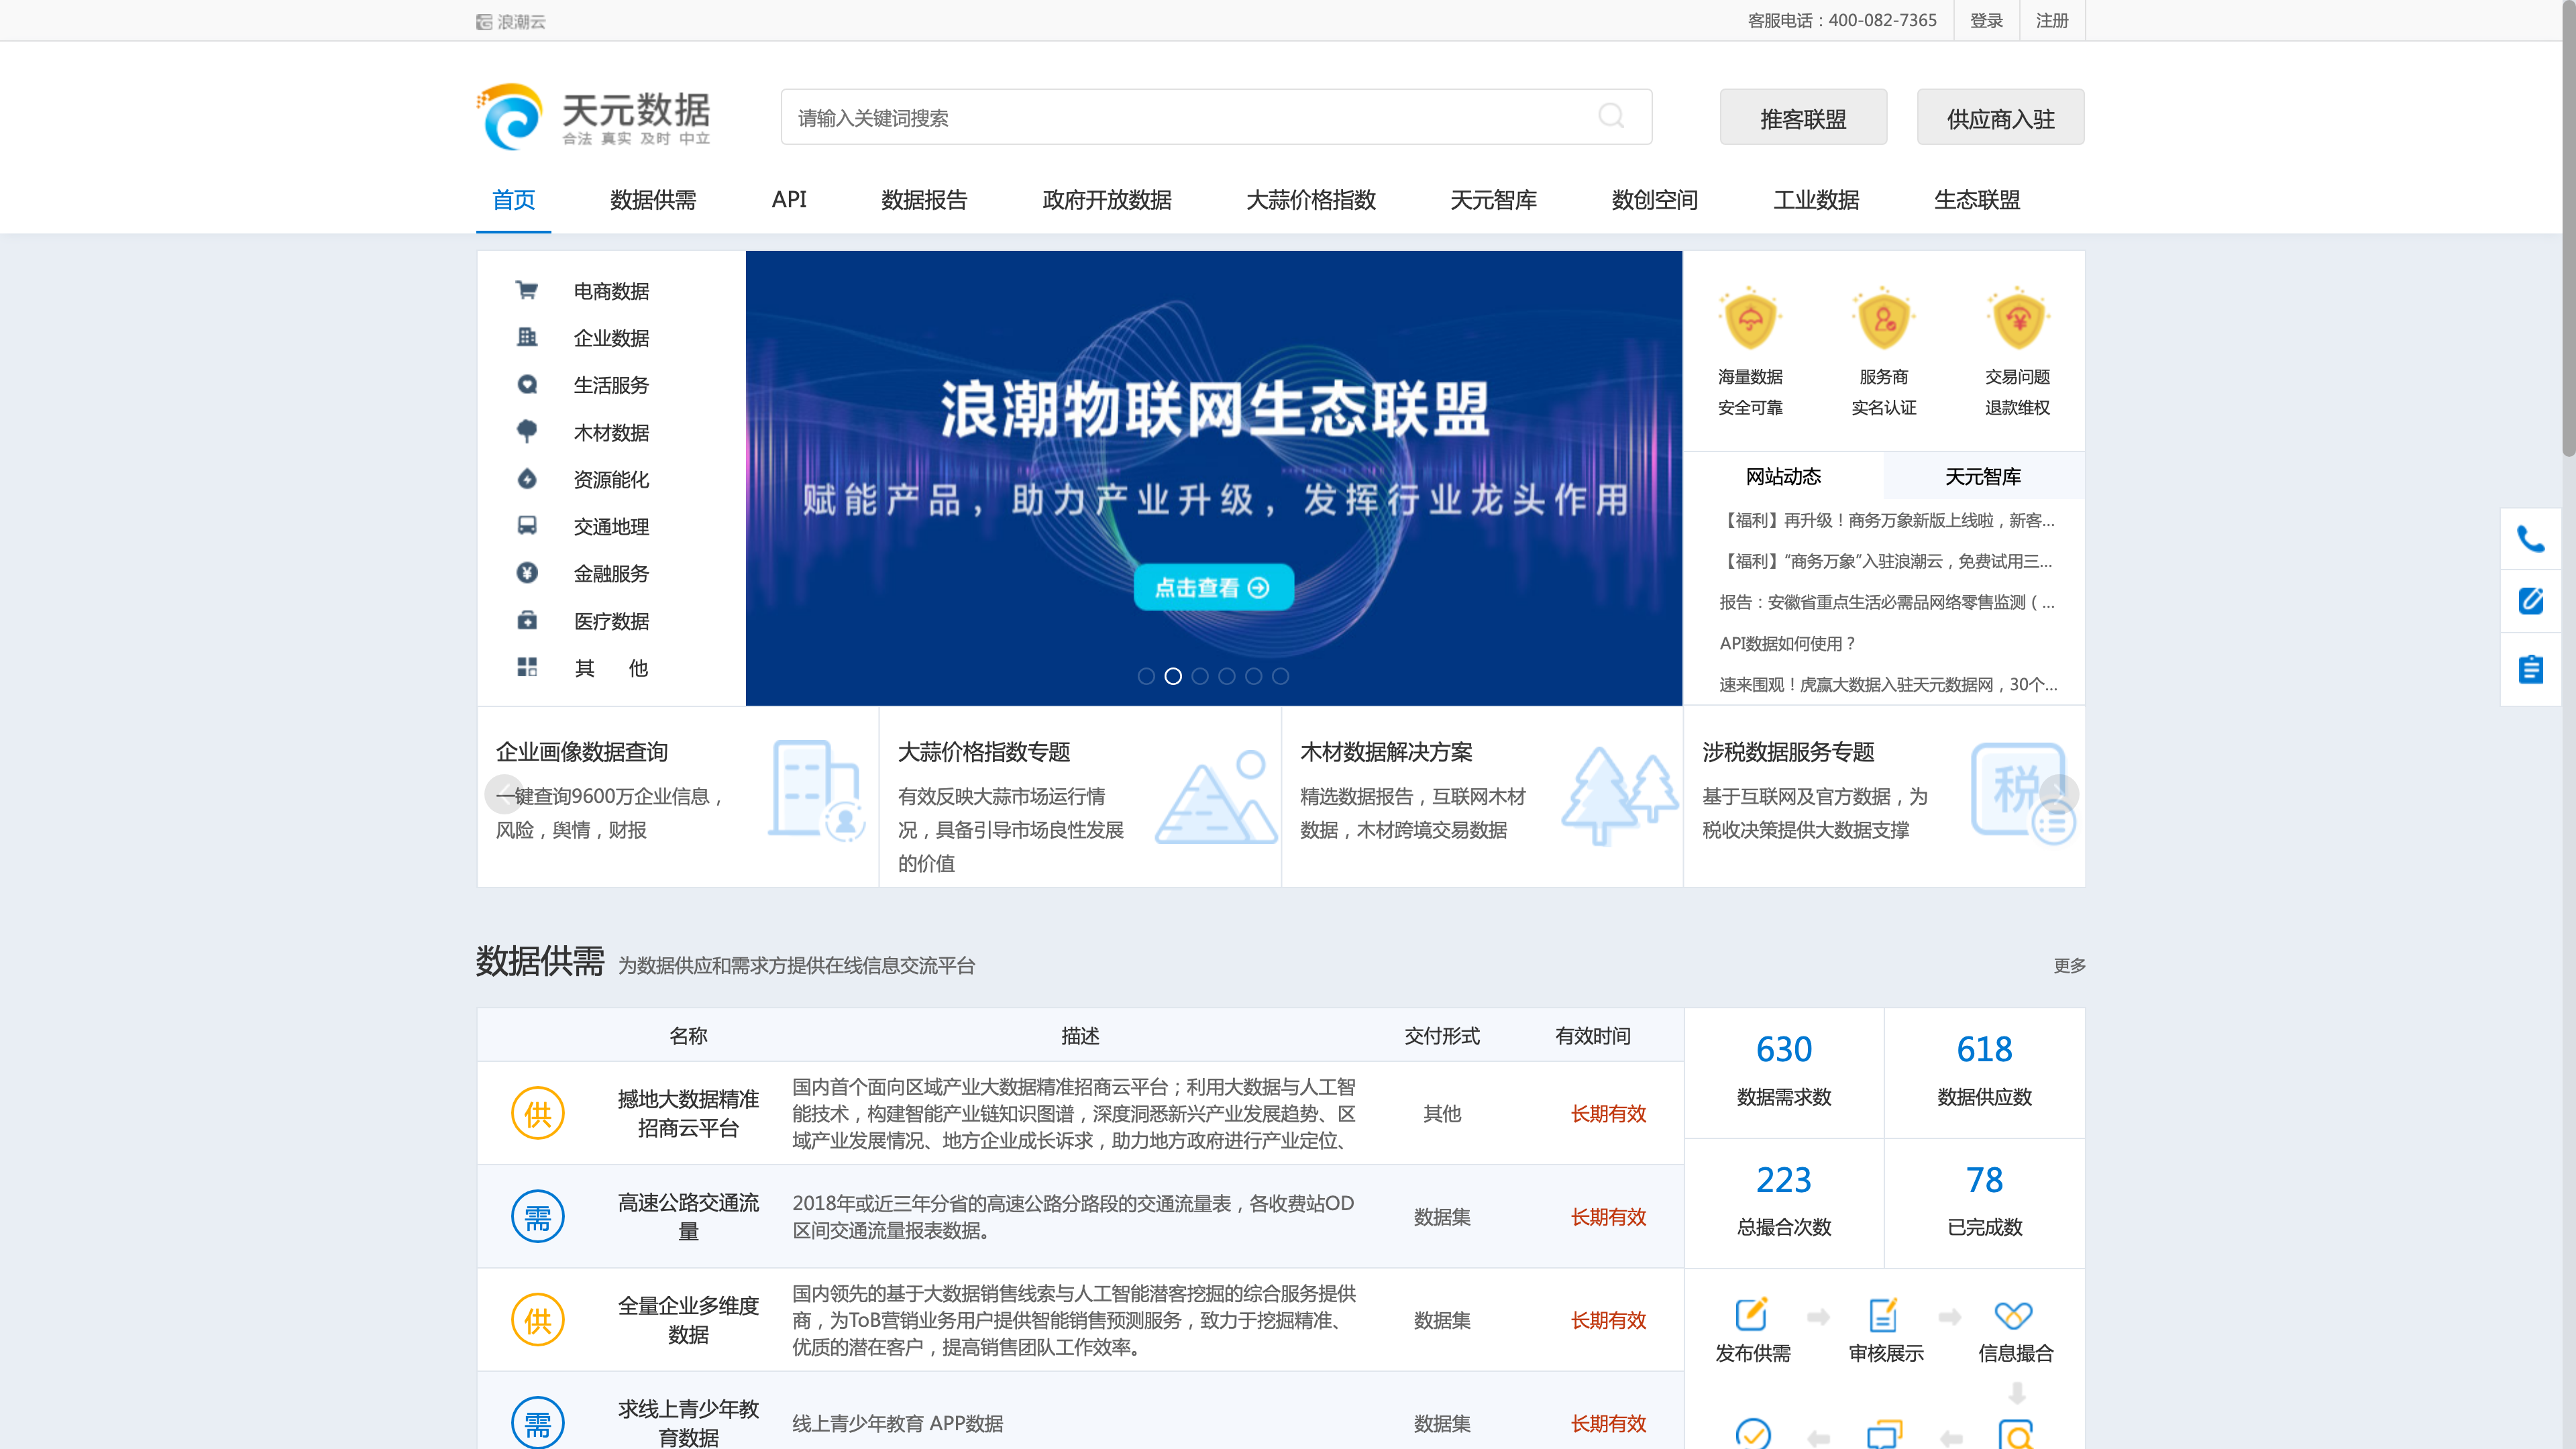 浪潮云
客服电话：400-082-7365
登录
注册
天元数据
合法 真实 及时 中立
请输入关键词搜索
推客联盟
供应商入驻
首页
数据供需
API
数据报告
政府开放数据
大蒜价格指数
天元智库
数创空间
工业数据
生态联盟
电商数据
企业数据
生活服务
木材数据
资源能化
交通地理
金融服务
医疗数据
其 他
浪潮物联网生态联盟
赋能产品，助力产业升级，发挥行业龙头作用
点击查看
海量数据
安全可靠
服务商
实名认证
交易问题
退款维权
网站动态
天元智库
【福利】再升级！商务万象新版上线啦，新客...
【福利】“商务万象”入驻浪潮云，免费试用三...
报告：安徽省重点生活必需品网络零售监测（...
API数据如何使用？
速来围观！虎赢大数据入驻天元数据网，30个...
企业画像数据查询
一键查询9600万企业信息，
风险，舆情，财报
大蒜价格指数专题
有效反映大蒜市场运行情
况，具备引导市场良性发展
的价值
木材数据解决方案
精选数据报告，互联网木材
数据，木材跨境交易数据
涉税数据服务专题
基于互联网及官方数据，为
税收决策提供大数据支撑
税
数据供需
为数据供应和需求方提供在线信息交流平台
更多
名称
描述
交付形式
有效时间
供
撼地大数据精准
招商云平台
国内首个面向区域产业大数据精准招商云平台；利用大数据与人工智
能技术，构建智能产业链知识图谱，深度洞悉新兴产业发展趋势、区
域产业发展情况、地方企业成长诉求，助力地方政府进行产业定位、
其他
长期有效
需
高速公路交通流
量
2018年或近三年分省的高速公路分路段的交通流量表，各收费站OD
区间交通流量报表数据。
数据集
长期有效
供
全量企业多维度
数据
国内领先的基于大数据销售线索与人工智能潜客挖掘的综合服务提供
商，为ToB营销业务用户提供智能销售预测服务，致力于挖掘精准、
优质的潜在客户，提高销售团队工作效率。
数据集
长期有效
需
求线上青少年教
育数据
线上青少年教育 APP数据
数据集
长期有效
630
数据需求数
618
数据供应数
223
总撮合次数
78
已完成数
发布供需
审核展示
信息撮合